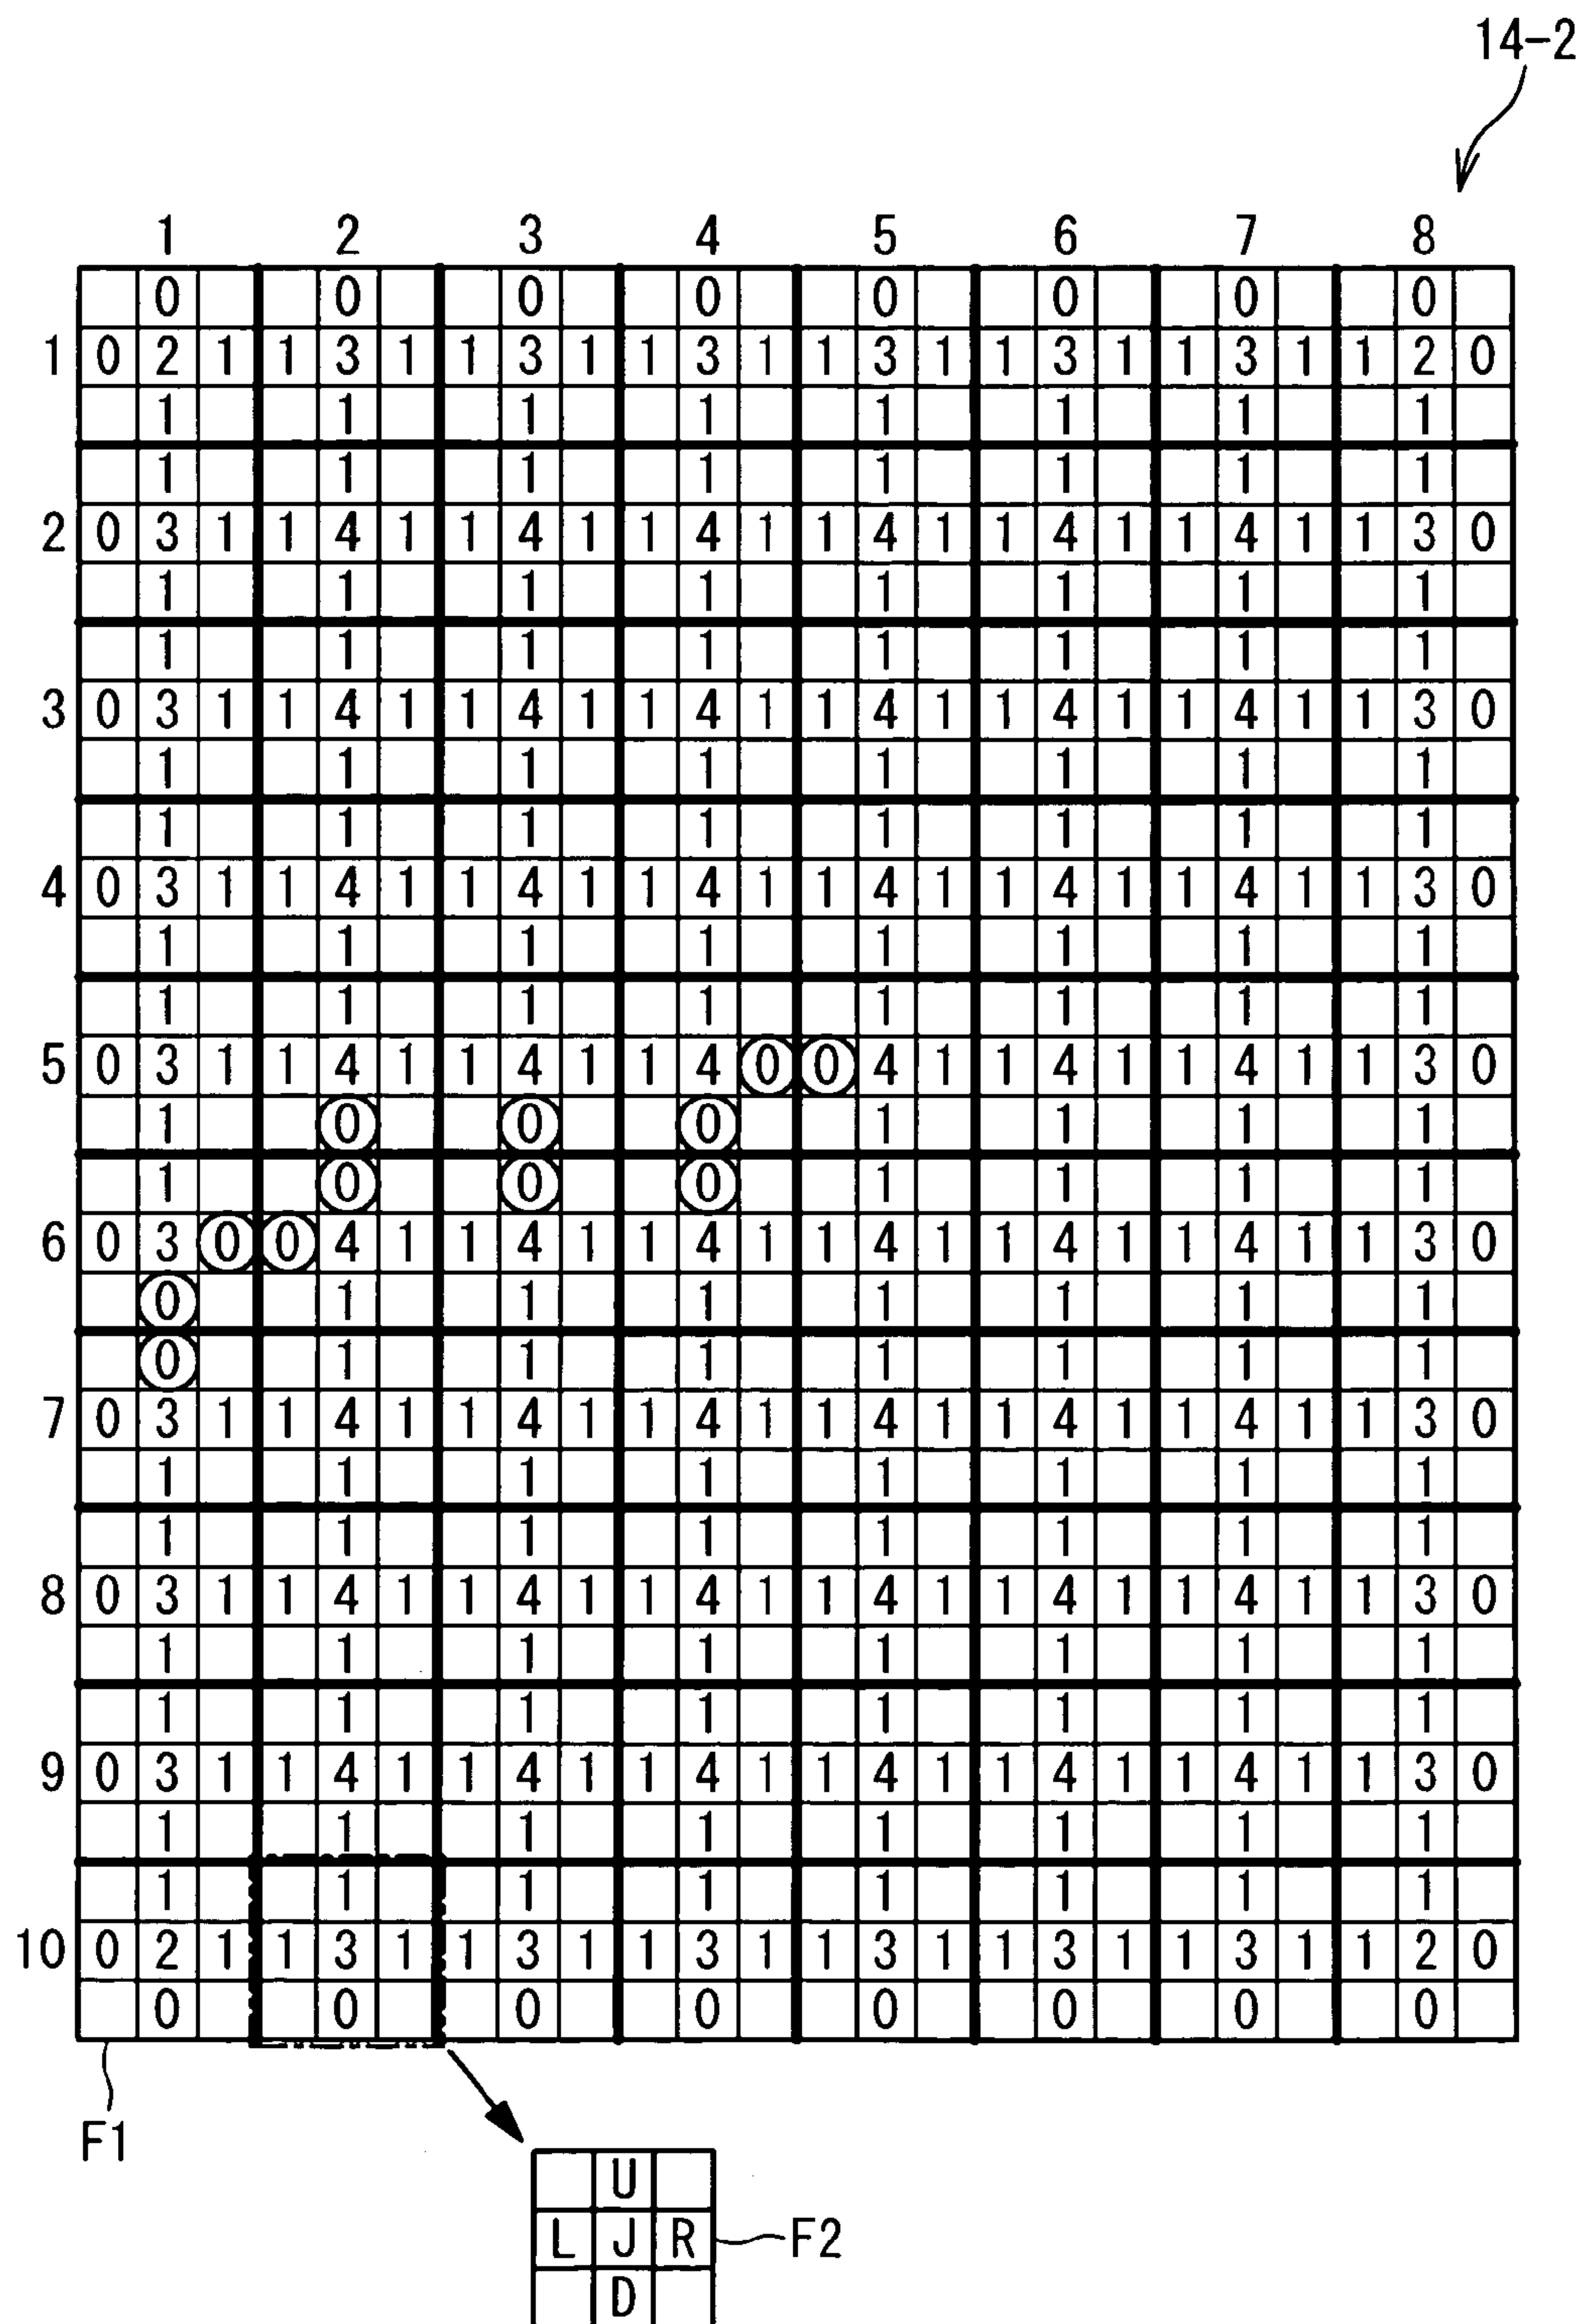 14-2
1 2 3 4 5 6 7 8
0 0 0 0 0 0 0 0
1 0 2 1 1 3 1 1 3 1 1 3 1 1 3 1 1 3 1 1 3 1 1 2 0
1 1 1 1 1 1 1 1
1 1 1 1 1 1 1 1
2 0 3 1 1 4 1 1 4 1 1 4 1 1 4 1 1 4 1 1 4 1 1 3 0
1 1 1 1 1 1 1 1
1 1 1 1 1 1 1 1
3 0 3 1 1 4 1 1 4 1 1 4 1 1 4 1 1 4 1 1 4 1 1 3 0
1 1 1 1 1 1 1 1
1 1 1 1 1 1 1 1
4 0 3 1 1 4 1 1 4 1 1 4 1 1 4 1 1 4 1 1 4 1 1 3 0
1 1 1 1 1 1 1 1
1 1 1 1 1 1 1 1
5 0 3 1 1 4 1 1 4 1 1 4 0 0 4 1 1 4 1 1 4 1 1 3 0
1 0 0 0 1 1 1 1
1 0 0 0 1 1 1 1
6 0 3 0 0 4 1 1 4 1 1 4 1 1 4 1 1 4 1 1 4 1 1 3 0
0 1 1 1 1 1 1 1
0 1 1 1 1 1 1 1
7 0 3 1 1 4 1 1 4 1 1 4 1 1 4 1 1 4 1 1 4 1 1 3 0
1 1 1 1 1 1 1 1
1 1 1 1 1 1 1 1
8 0 3 1 1 4 1 1 4 1 1 4 1 1 4 1 1 4 1 1 4 1 1 3 0
1 1 1 1 1 1 1 1
1 1 1 1 1 1 1 1
9 0 3 1 1 4 1 1 4 1 1 4 1 1 4 1 1 4 1 1 4 1 1 3 0
1 1 1 1 1 1 1 1
1 1 1 1 1 1 1 1
10 0 2 1 1 3 1 1 3 1 1 3 1 1 3 1 1 3 1 1 3 1 1 2 0
0 0 0 0 0 0 0 0
F1
U
L J R F2
D